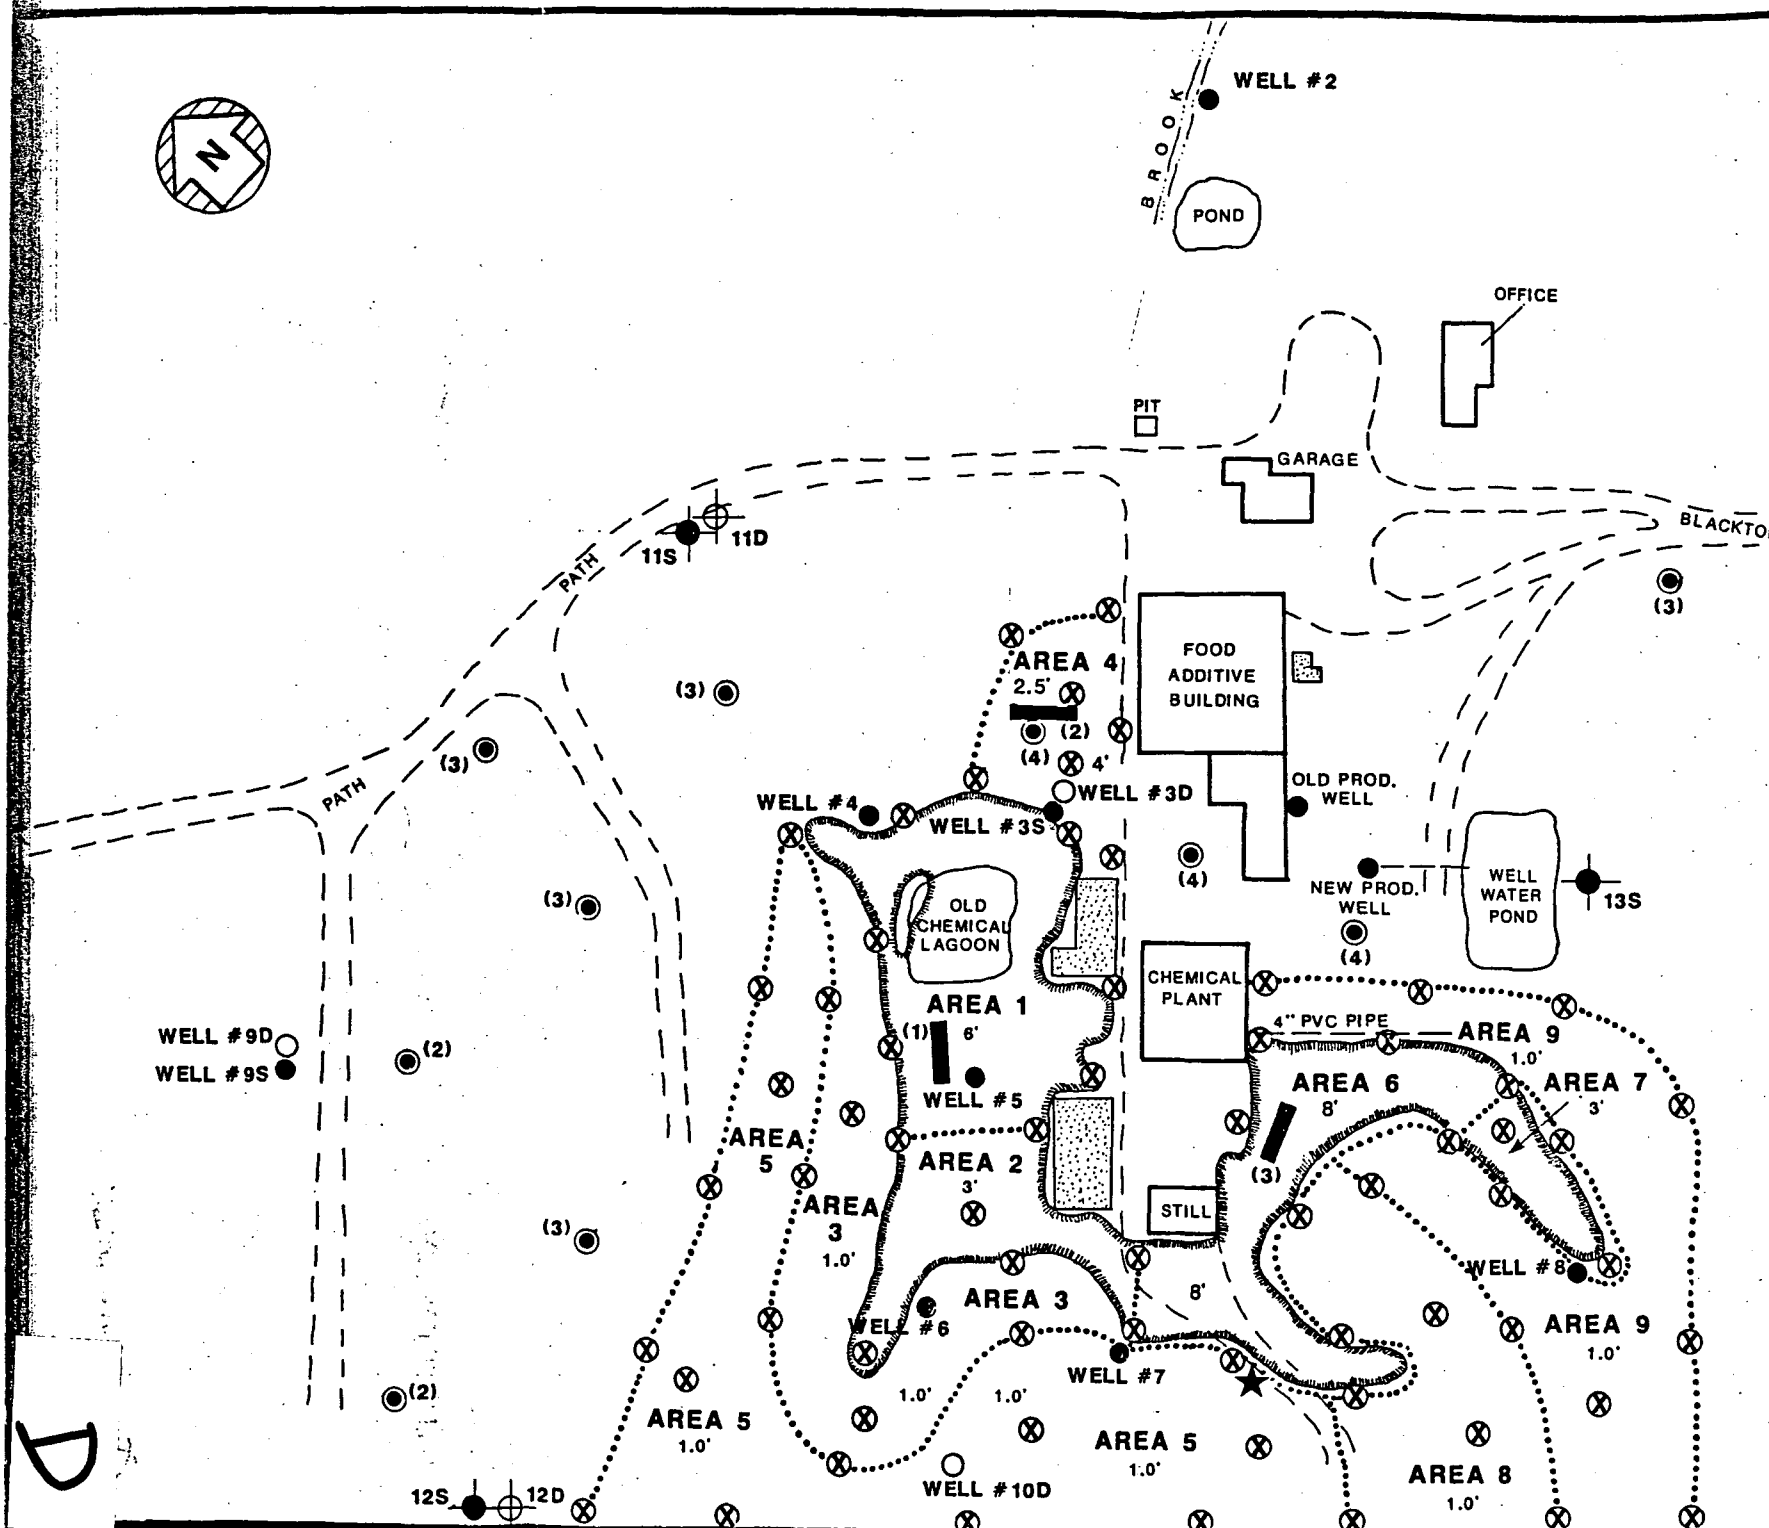 WELL #2
BROOK
N
POND
OFFICE
PIT
GARAGE
BLACKTO
11S
11D
PATH
(3)
FOOD
ADDITIVE
BUILDING
AREA 4
2.5'
(3)
(2)
(4)
4'
(3)
PATH
WELL #3D
OLD PROD.
WELL
WELL #4
WELL #3S
(4)
NEW PROD.
WELL
WELL
WATER
POND
13S
(3)
OLD
CHEMICAL
LAGOON
(4)
CHEMICAL
PLANT
AREA 1
6'
(1)
4" PVC PIPE
AREA 9
1.0'
WELL #9D
WELL #9S
(2)
WELL #5
AREA 6
8'
AREA 7
3'
AREA
5
AREA 2
3'
(3)
AREA
3
1.0'
STILL
(3)
WELL #8
8'
AREA 3
WELL #6
AREA 9
1.0'
WELL #7
(2)
1.0'
1.0'
AREA 5
1.0'
AREA 5
1.0'
AREA 8
1.0'
WELL #10D
12S
12D
D